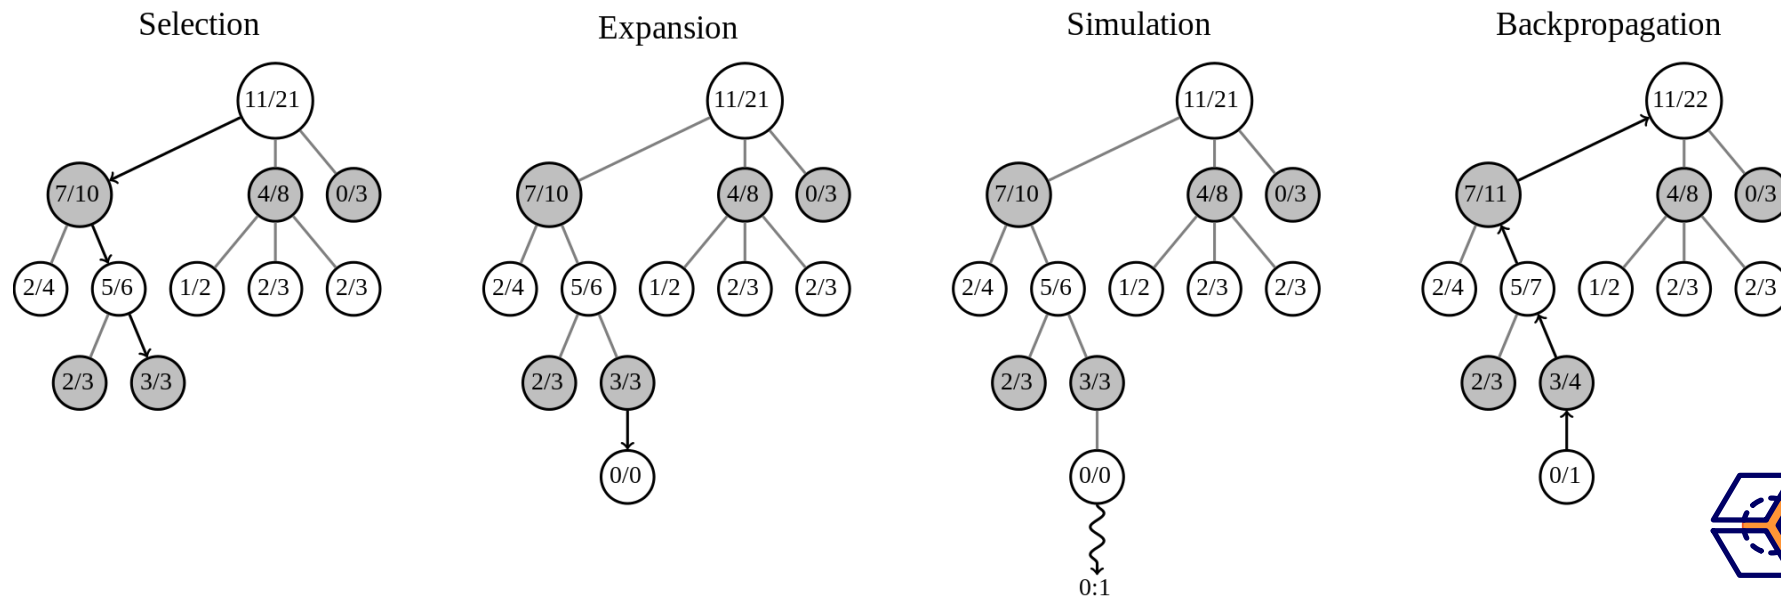 Selection Expansion Simulation Backpropagation
11/21 11/21 11/21 11/22
7/10 4/8 0/3 7/10 4/8 0/3 7/10 4/8 0/3 7/11 4/8 0/3
2/4 5/6 1/2 2/3 2/3 2/4 5/6 1/2 2/3 2/3 2/4 5/6 1/2 2/3 2/3 2/4 5/7 1/2 2/3 2/3
2/3 3/3 2/3 3/3 2/3 3/3 2/3 3/4
0/0 0/0 0/1
0:1